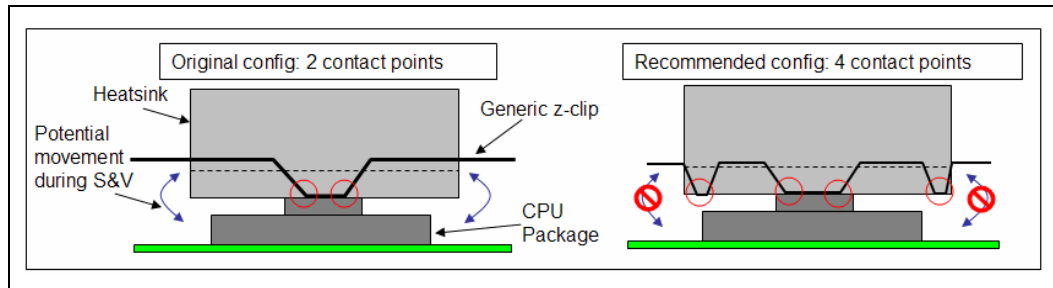 Original config: 2 contact points
Recommended config: 4 contact points
Heatsink
Generic z-clip
Potential
movement
during S&V
CPU
Package